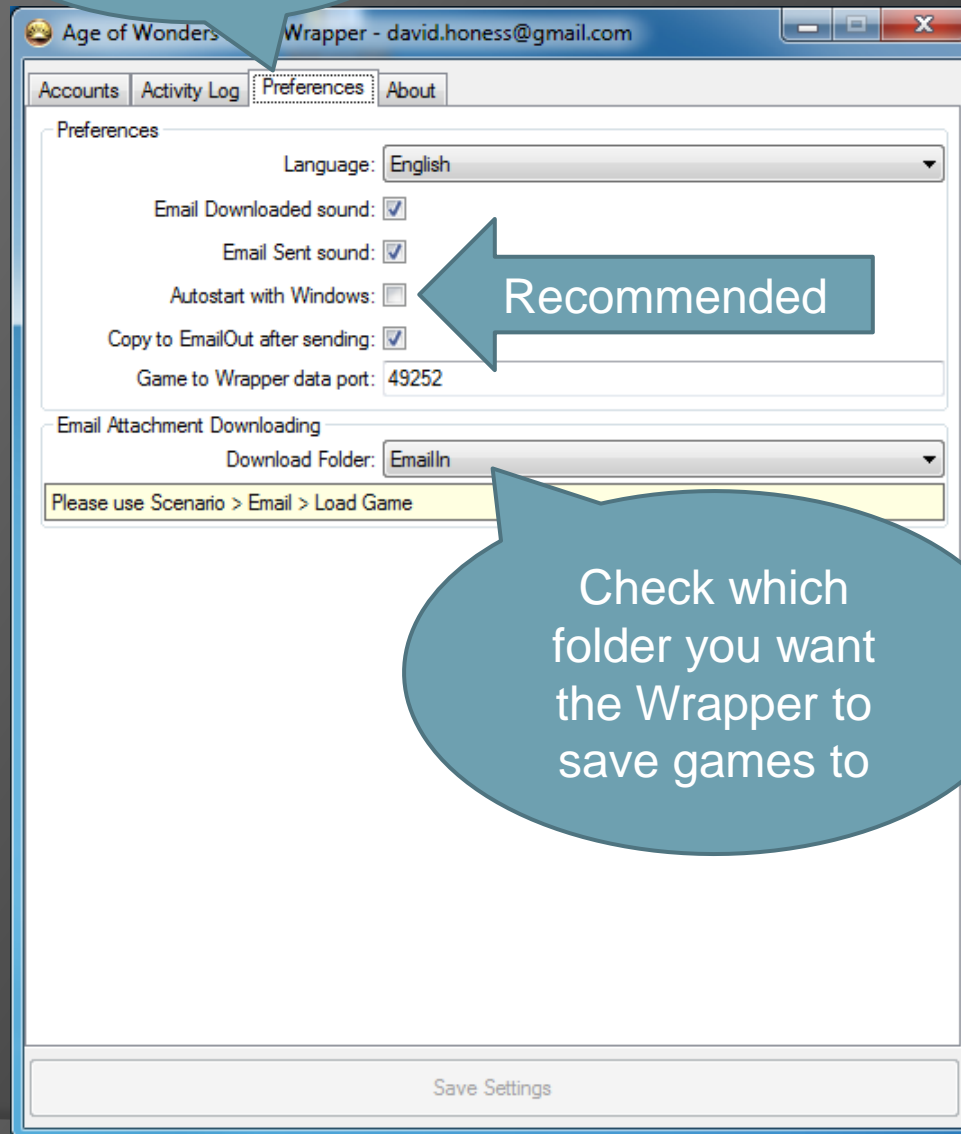 Age of Wonders Wrapper - david.honess@gmail.com
Accounts Activity Log Preferences About
Preferences
Language: English
Email Downloaded sound:
Email Sent sound:
Autostart with Windows:
Recommended
Copy to EmailOut after sending:
Game to Wrapper data port: 49252
Email Attachment Downloading
Download Folder: EmailIn
Please use Scenario > Email > Load Game
Check which
folder you want
the Wrapper to
save games to
Save Settings